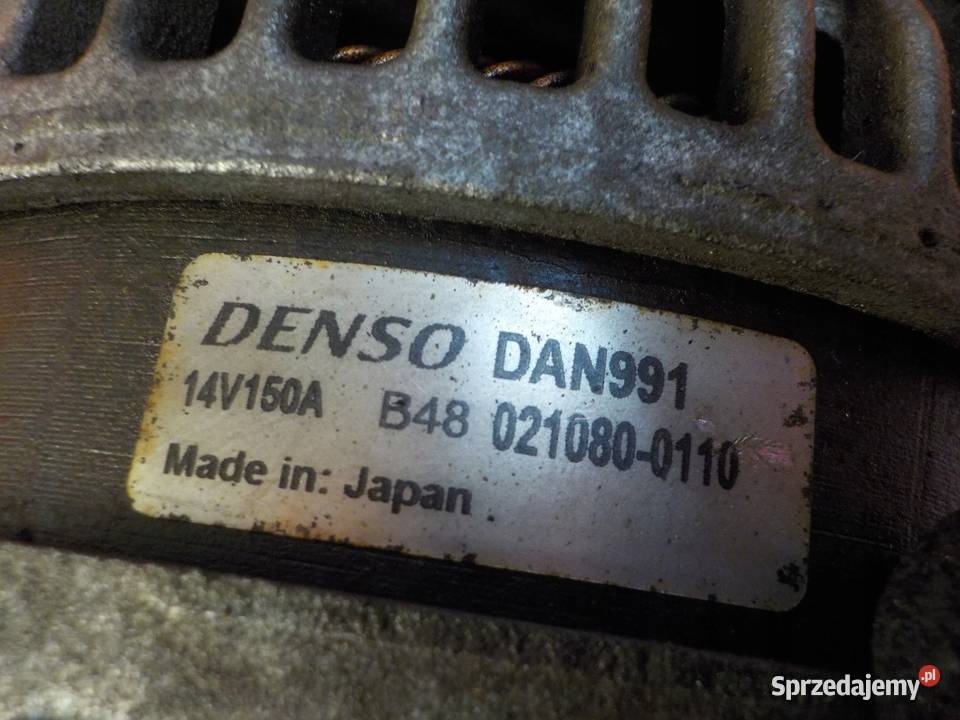 DENSO DAN991
14V150A B48 021080-0110
Made in: Japan
Sprzedajemy.pl